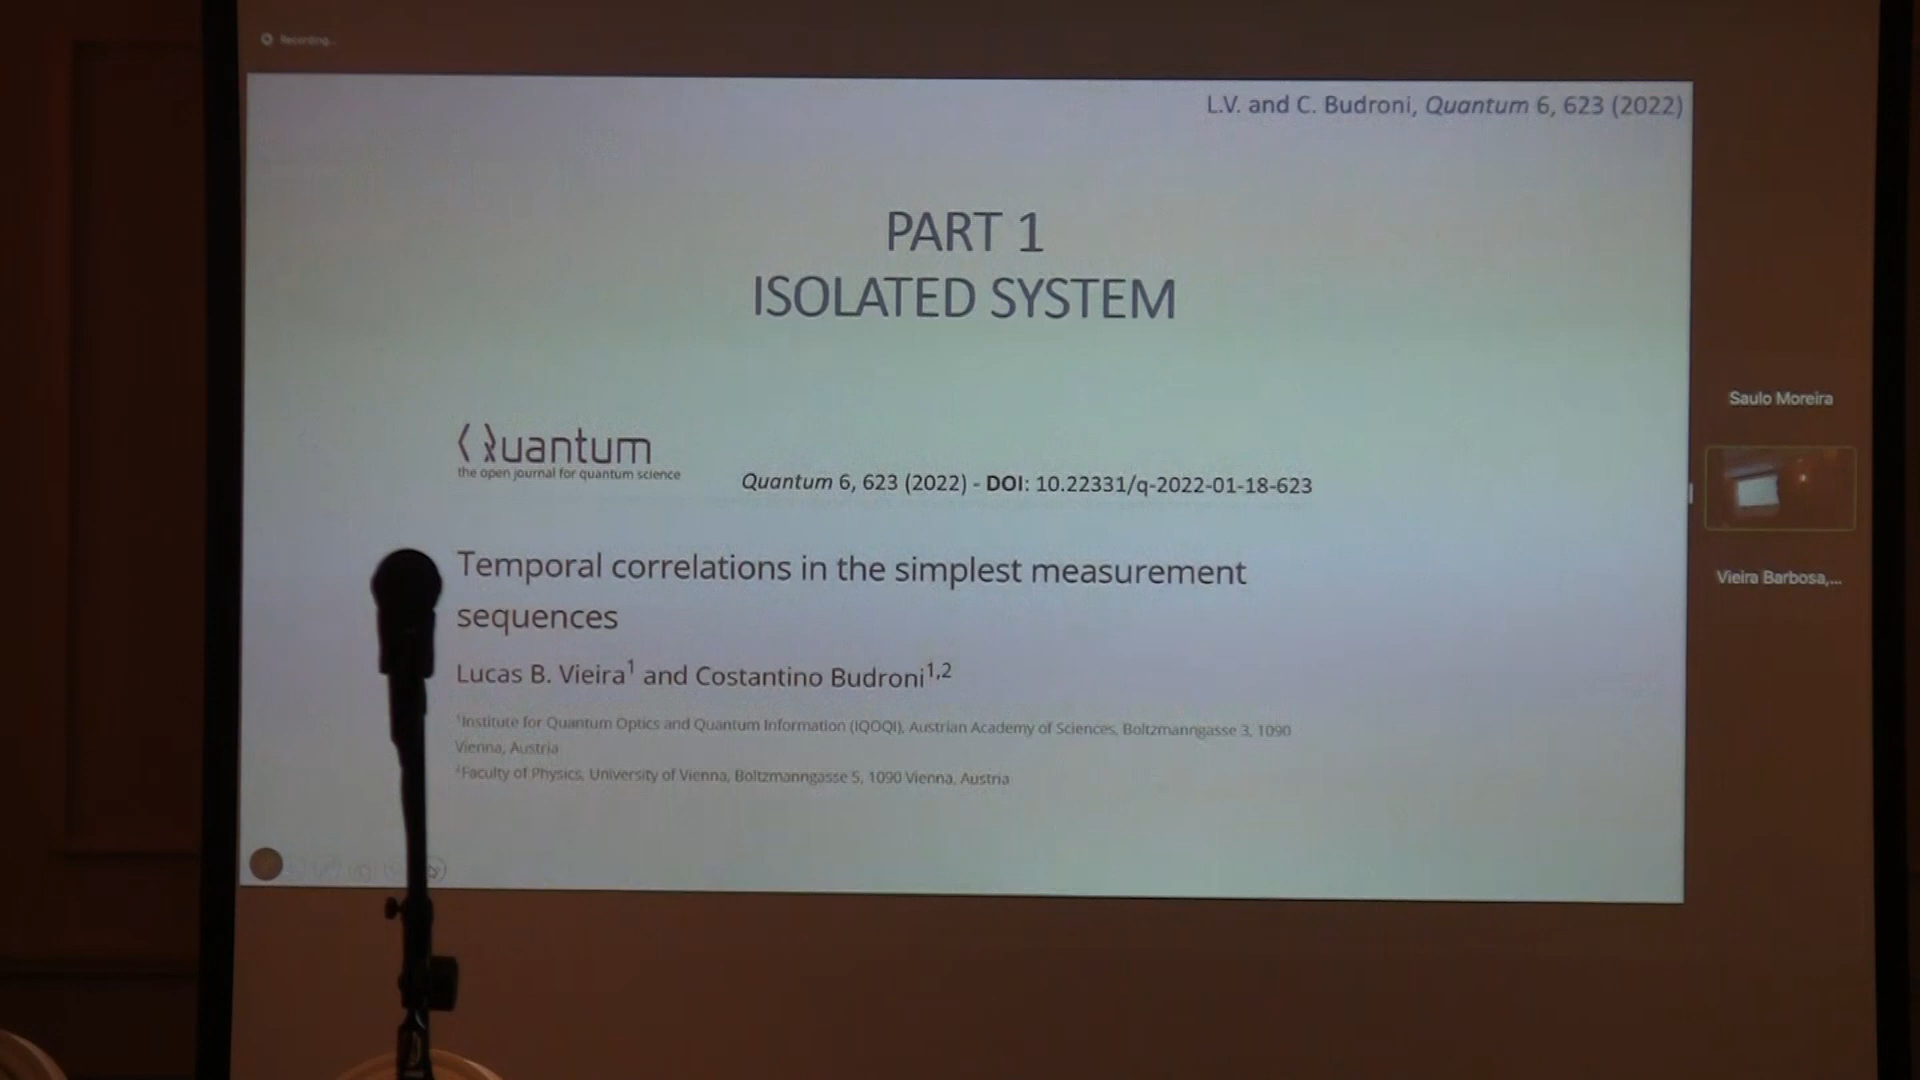 Recording...
L.V. and C. Budroni, Quantum 6, 623 (2022)
PART 1
ISOLATED SYSTEM
Quantum
the open journal for quantum science
Quantum 6, 623 (2022) - DOI: 10.22331/q-2022-01-18-623
Temporal correlations in the simplest measurement
sequences
Lucas B. Vieira¹ and Costantino Budroni¹,²
¹Institute for Quantum Optics and Quantum Information (IQOQI), Austrian Academy of Sciences, Boltzmanngasse 3, 1090
Vienna, Austria
²Faculty of Physics, University of Vienna, Boltzmanngasse 5, 1090 Vienna, Austria
Saulo Moreira
Vieira Barbosa,...